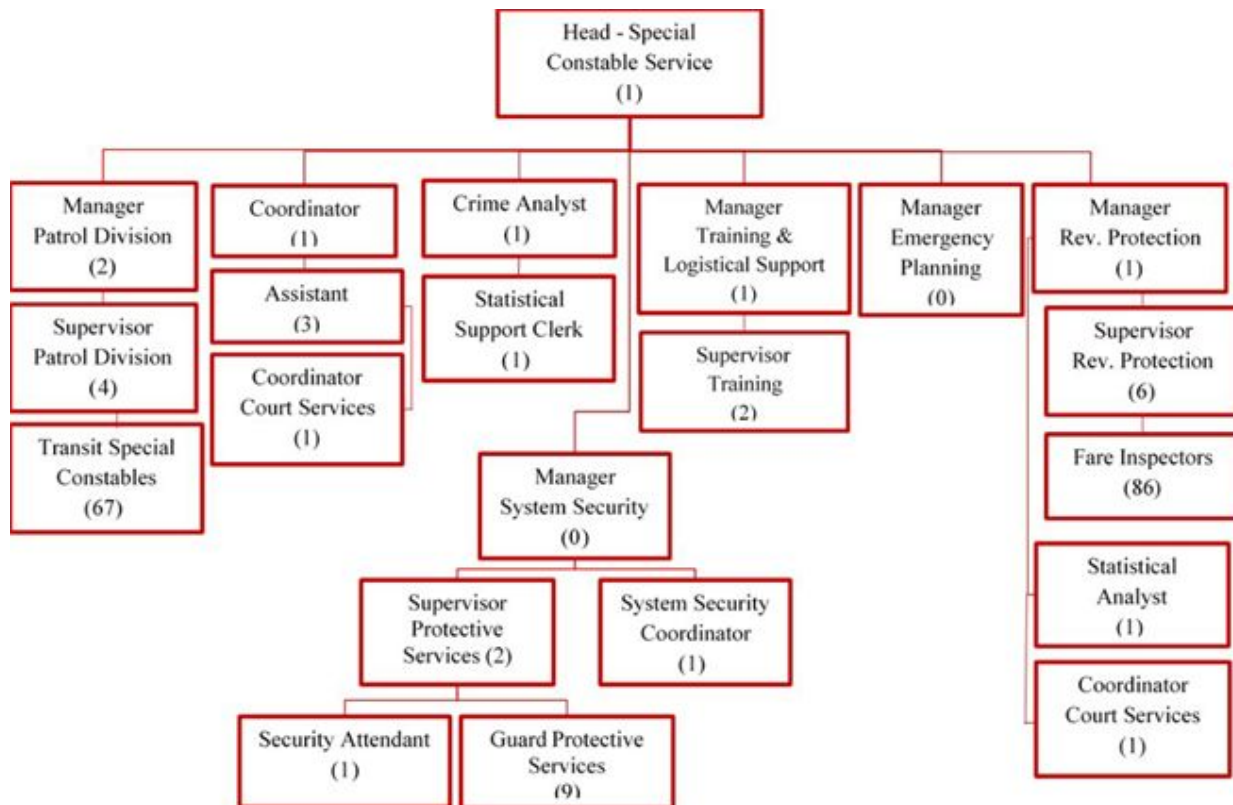 Head - Special
Constable Service
(1)
Manager
Patrol Division
(2)
Supervisor
Patrol Division
(4)
Transit Special
Constables
(67)
Coordinator
(1)
Assistant
(3)
Coordinator
Court Services
(1)
Crime Analyst
(1)
Statistical
Support Clerk
(1)
Manager
System Security
(0)
Supervisor
Protective
Services (2)
Security Attendant
(1)
Guard Protective
Services
(9)
System Security
Coordinator
(1)
Manager
Training &
Logistical Support
(1)
Supervisor
Training
(2)
Manager
Emergency
Planning
(0)
Manager
Rev. Protection
(1)
Supervisor
Rev. Protection
(6)
Fare Inspectors
(86)
Statistical
Analyst
(1)
Coordinator
Court Services
(1)